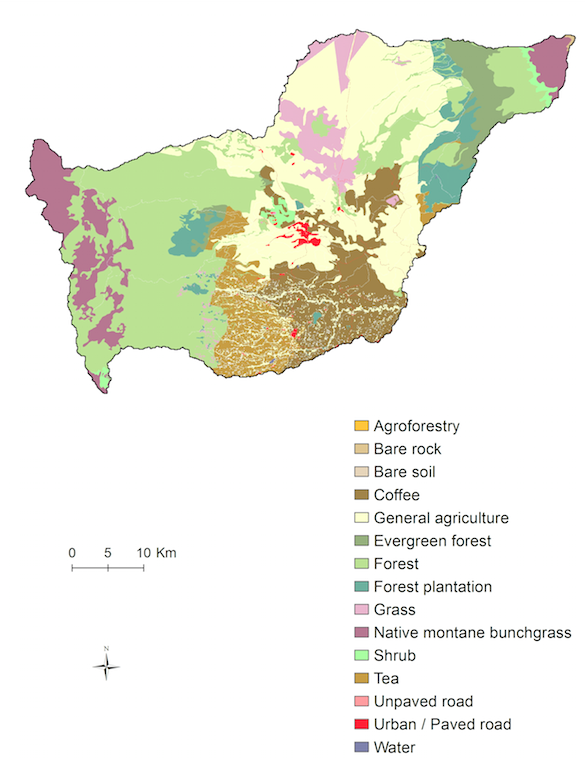 Agroforestry
Bare rock
Bare soil
Coffee
General agriculture
Evergreen forest
Forest
Forest plantation
Grass
Native montane bunchgrass
Shrub
Tea
Unpaved road
Urban / Paved road
Water
0 5 10 Km
N